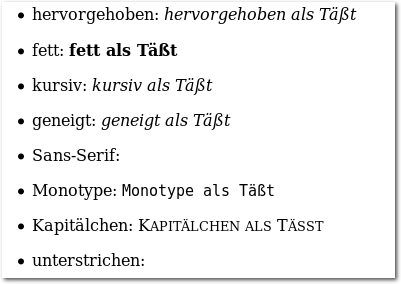 • hervorgehoben: hervorgehoben als Täßt
• fett: fett als Täßt
• kursiv: kursiv als Täßt
• geneigt: geneigt als Täßt
• Sans-Serif:
• Monotype: Monotype als Täßt
• Kapitälchen: KAPITÄLCHEN ALS TÄSST
• unterstrichen: